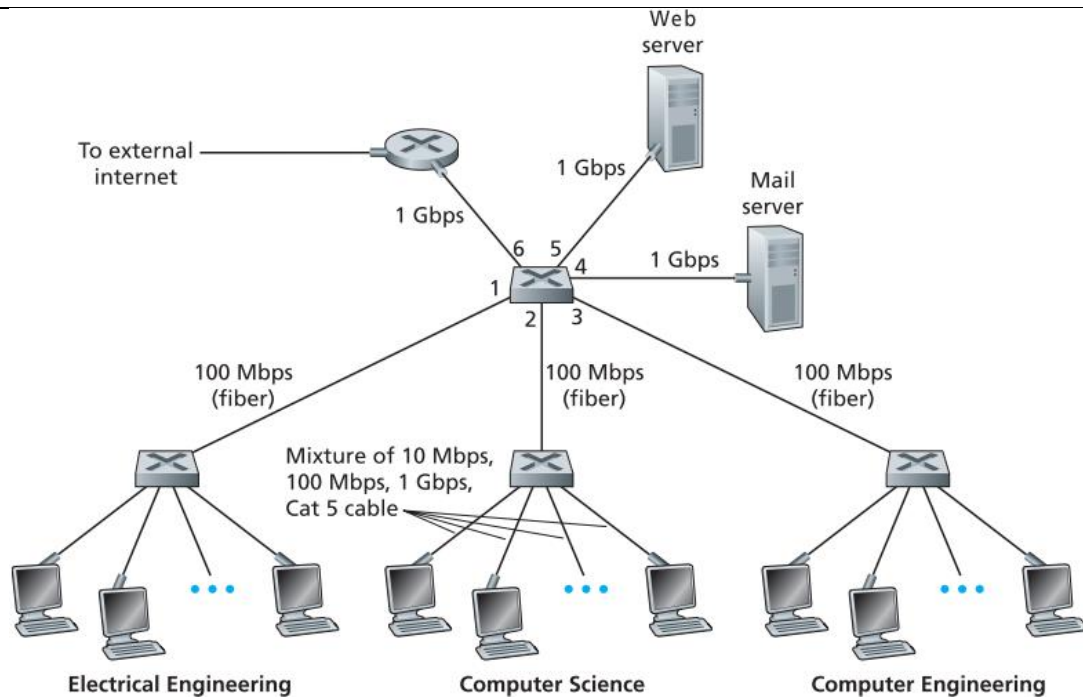 Web
server
To external
internet
1 Gbps
Mail
server
1 Gbps
6
5
4
1 Gbps
1
2
3
100 Mbps
(fiber)
100 Mbps
(fiber)
100 Mbps
(fiber)
Mixture of 10 Mbps,
100 Mbps, 1 Gbps,
Cat 5 cable
Electrical Engineering
Computer Science
Computer Engineering